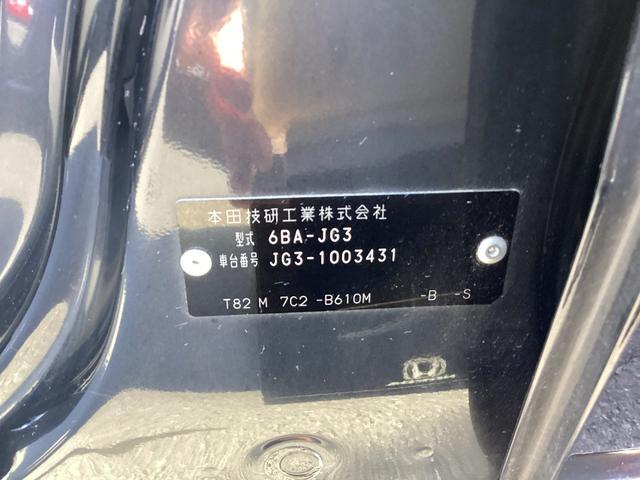 本田技研工業株式会社
型式 6BA-JG3
車台番号 JG3-1003431
T82 M 7C2 -B610M -B -S